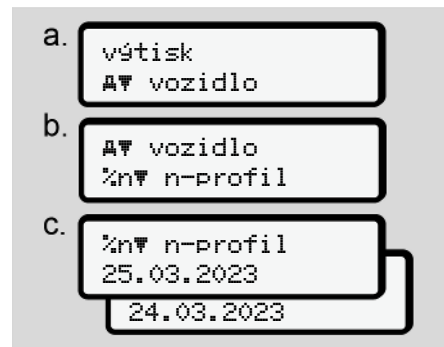 a.
výtisk
A▼ vozidlo
b.
A▼ vozidlo
%n▼ n-profil
c.
%n▼ n-profil
25.03.2023
24.03.2023